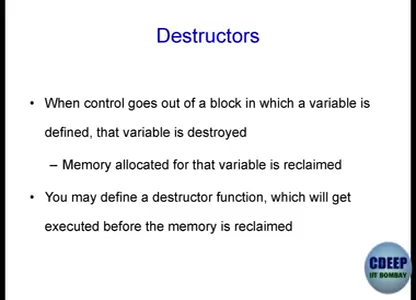 Destructors
• When control goes out of a block in which a variable is
defined, that variable is destroyed
– Memory allocated for that variable is reclaimed
• You may define a destructor function, which will get
executed before the memory is reclaimed
CDEEP
IIT BOMBAY